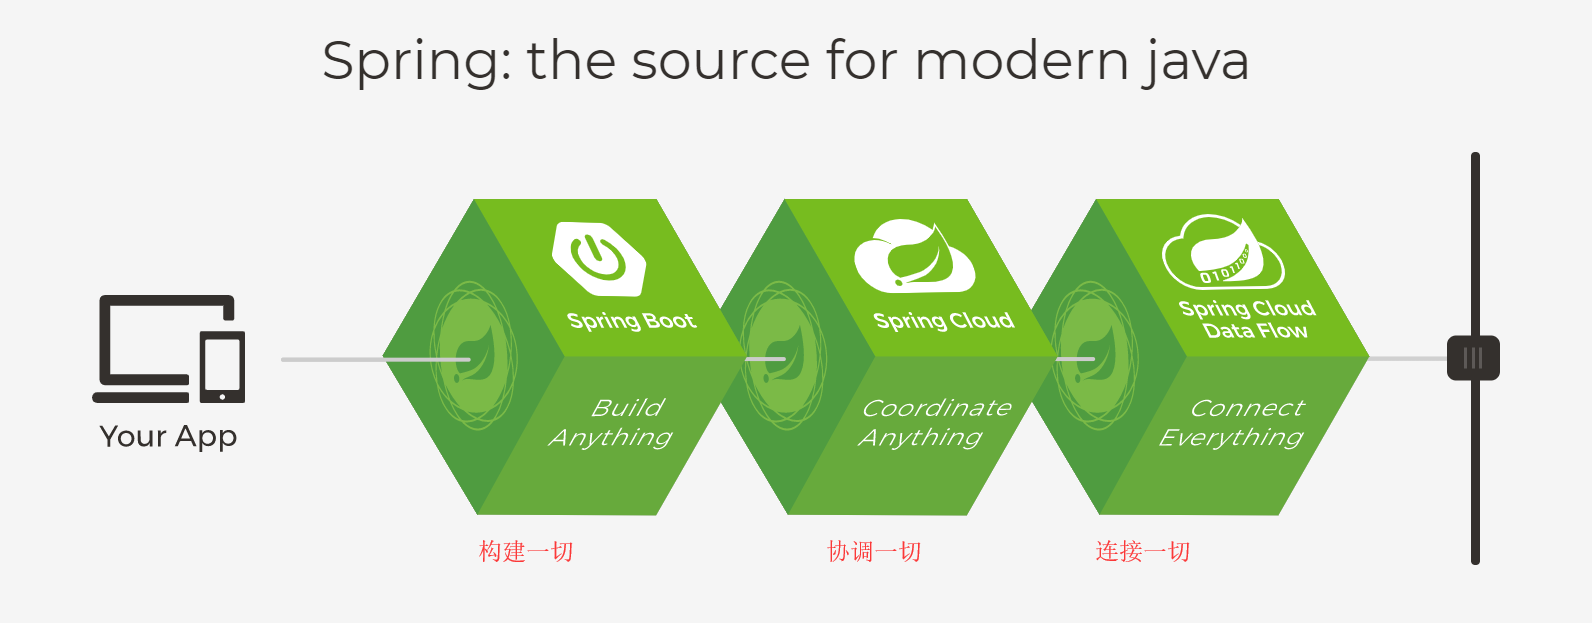 Spring: the source for modern java
Your App
Spring Boot
Build
Anything
构建一切
Spring Cloud
Coordinate
Anything
协调一切
01011000
Spring Cloud
Data Flow
Connect
Everything
连接一切